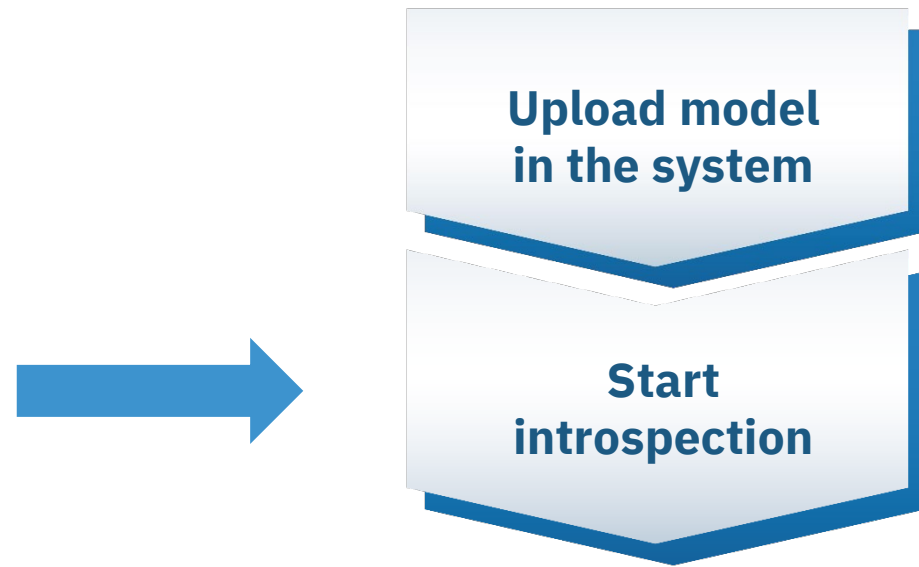 Upload model
in the system
Start
introspection